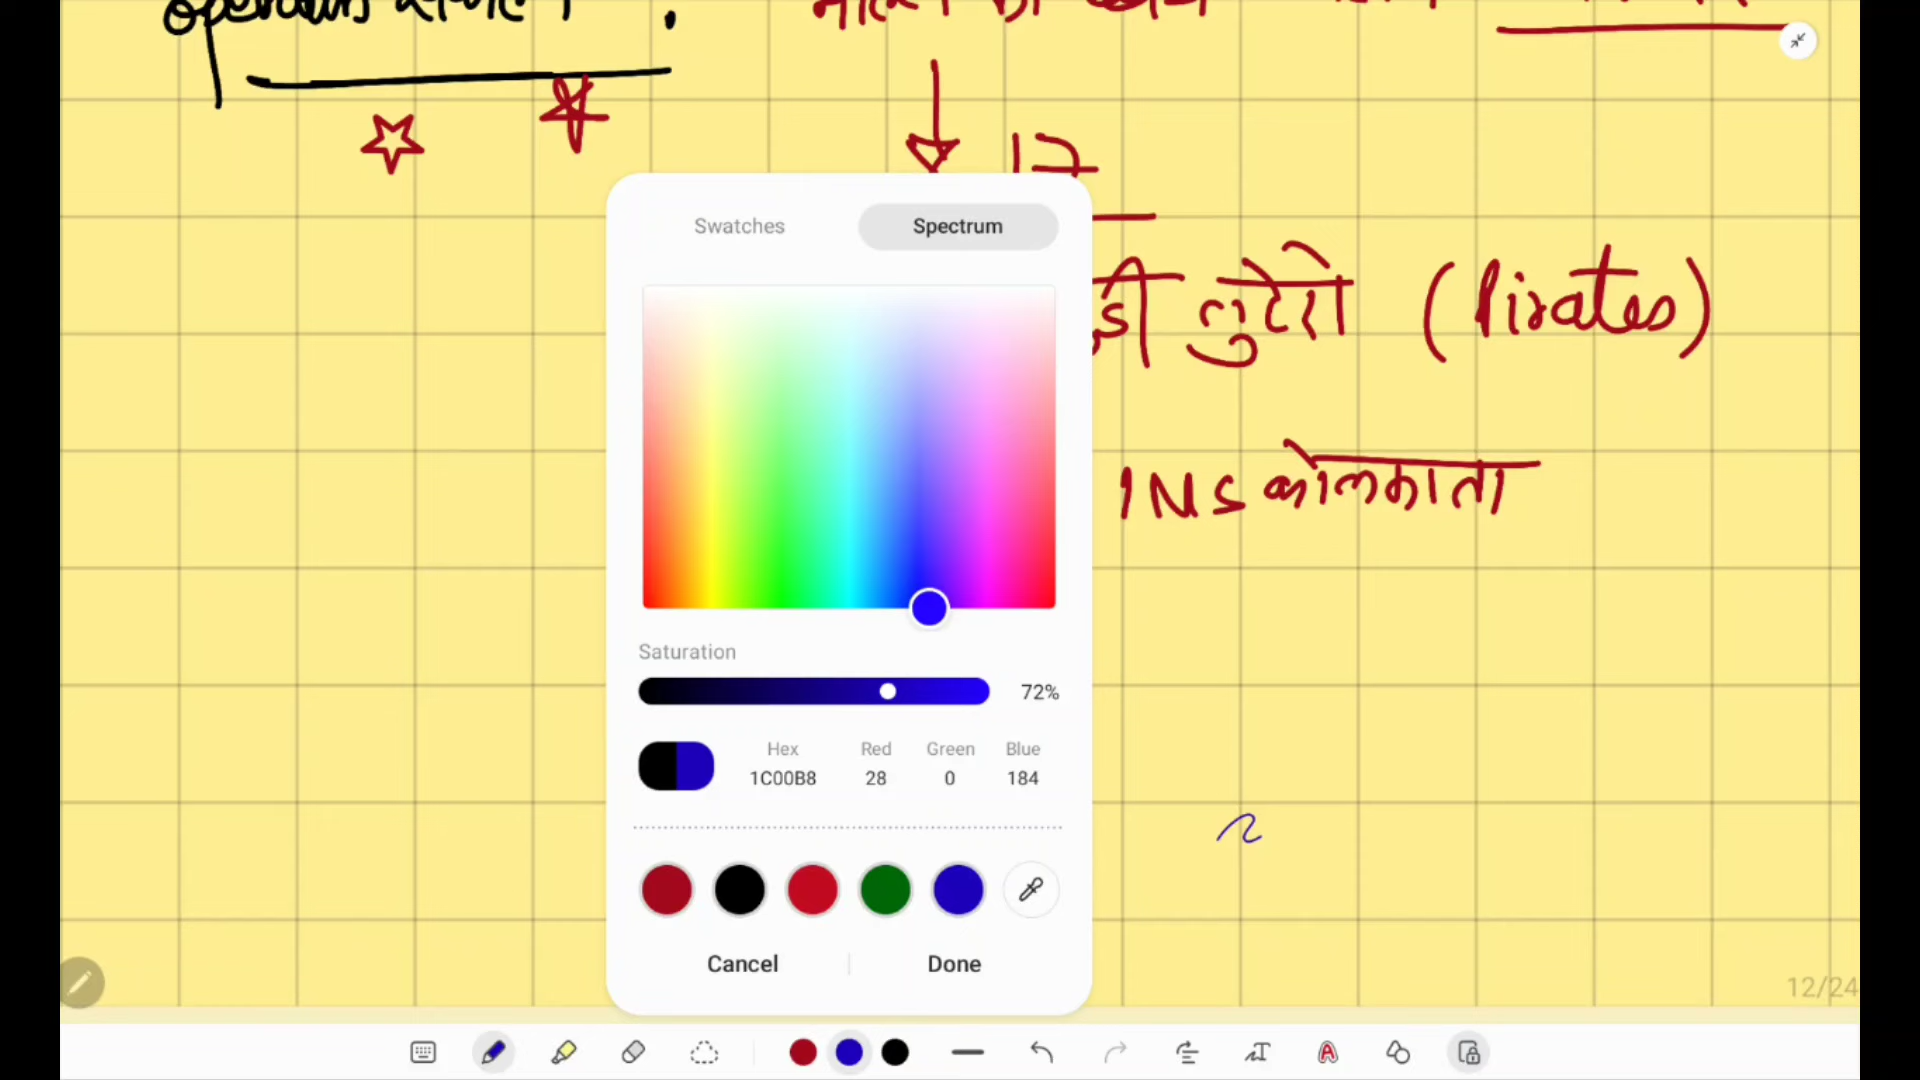 operation
Swatches Spectrum
17
लुटेरो (Pirates)
INS कोलकाता
Saturation
72%
Hex Red Green Blue
1C00B8 28 0 184
Cancel Done
12/24